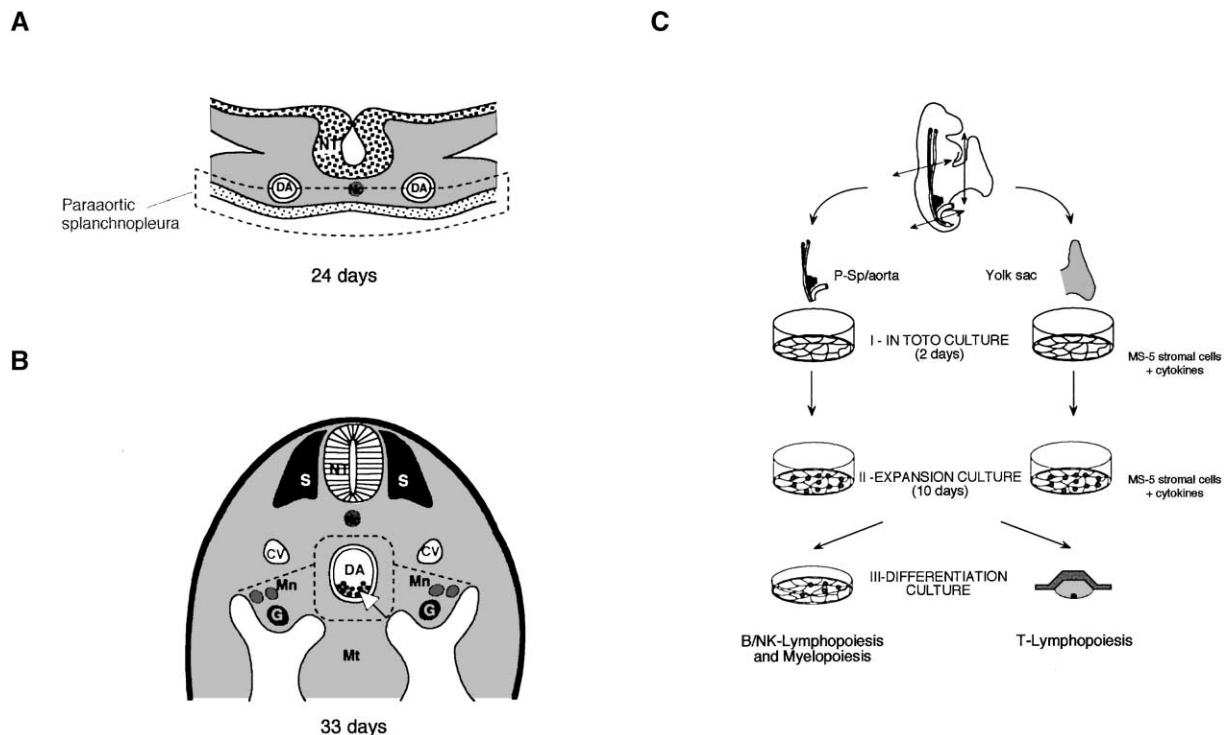 A
NT
DA
Nc
DA
Paraaortic
splanchnopleura
24 days
B
S
NT
S
CV
DA
CV
Mn
Mn
G
G
Mt
33 days
C
P-Sp/aorta
Yolk sac
I - IN TOTO CULTURE
(2 days)
MS-5 stromal cells
+ cytokines
II -EXPANSION CULTURE
(10 days)
MS-5 stromal cells
+ cytokines
III-DIFFERENTIATION
CULTURE
B/NK-Lymphopoiesis
and Myelopoiesis
T-Lymphopoiesis